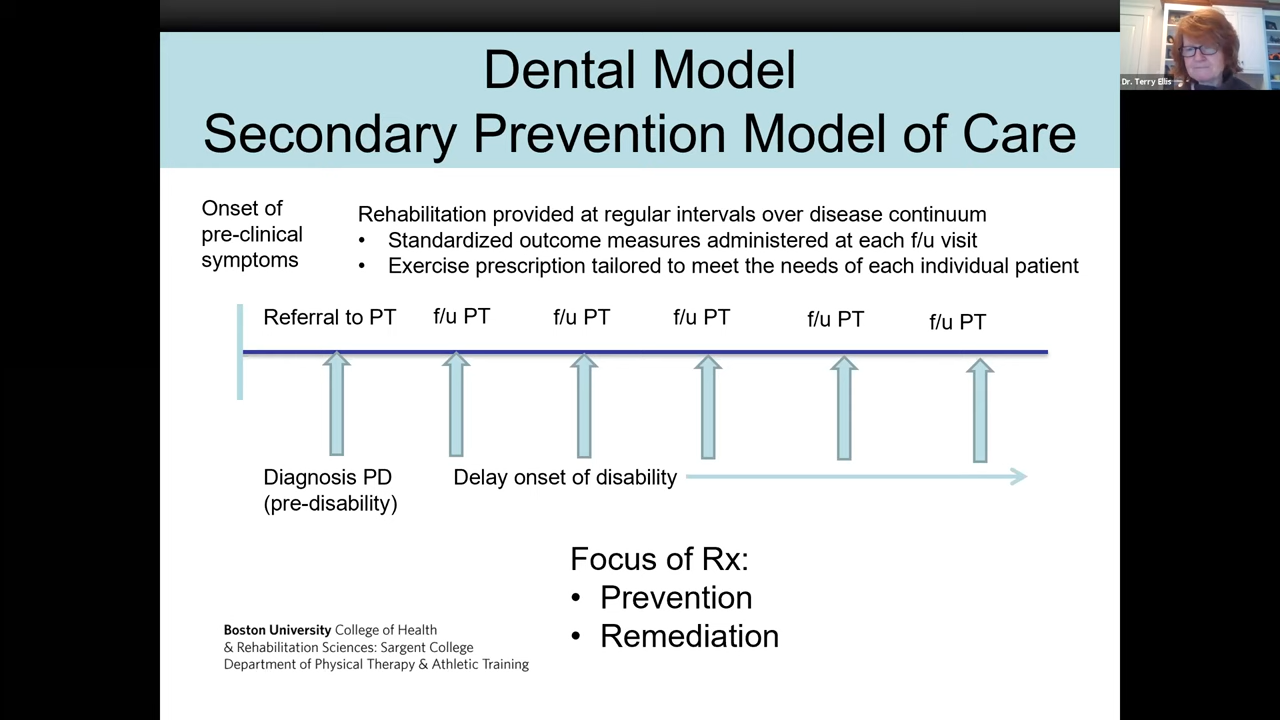 Dental Model
Secondary Prevention Model of Care
Dr. Terry Ellis
Onset of
pre-clinical
symptoms
Rehabilitation provided at regular intervals over disease continuum
• Standardized outcome measures administered at each f/u visit
• Exercise prescription tailored to meet the needs of each individual patient
Referral to PT f/u PT f/u PT f/u PT f/u PT f/u PT
Diagnosis PD
(pre-disability)
Delay onset of disability
Focus of Rx:
• Prevention
• Remediation
Boston University College of Health
& Rehabilitation Sciences: Sargent College
Department of Physical Therapy & Athletic Training